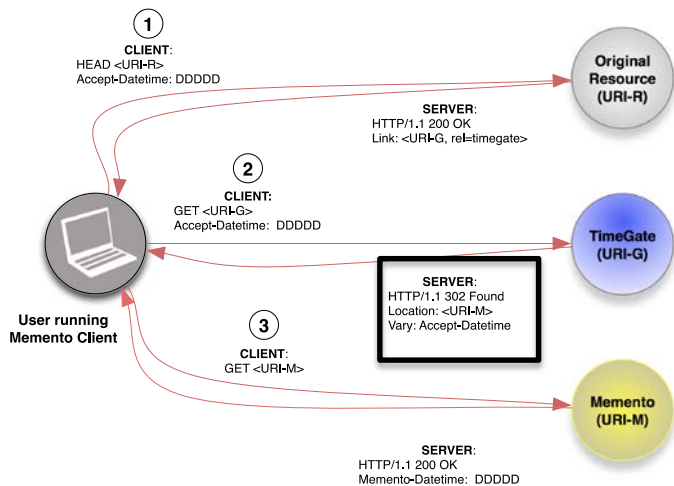 1
CLIENT:
HEAD <URI-R>
Accept-Datetime: DDDDD
Original
Resource
(URI-R)
SERVER:
HTTP/1.1 200 OK
Link: <URI-G, rel=timegate>
2
CLIENT:
GET <URI-G>
Accept-Datetime: DDDDD
TimeGate
(URI-G)
SERVER:
HTTP/1.1 302 Found
Location: <URI-M>
Vary: Accept-Datetime
User running
Memento Client
3
CLIENT:
GET <URI-M>
Memento
(URI-M)
SERVER:
HTTP/1.1 200 OK
Memento-Datetime: DDDDD